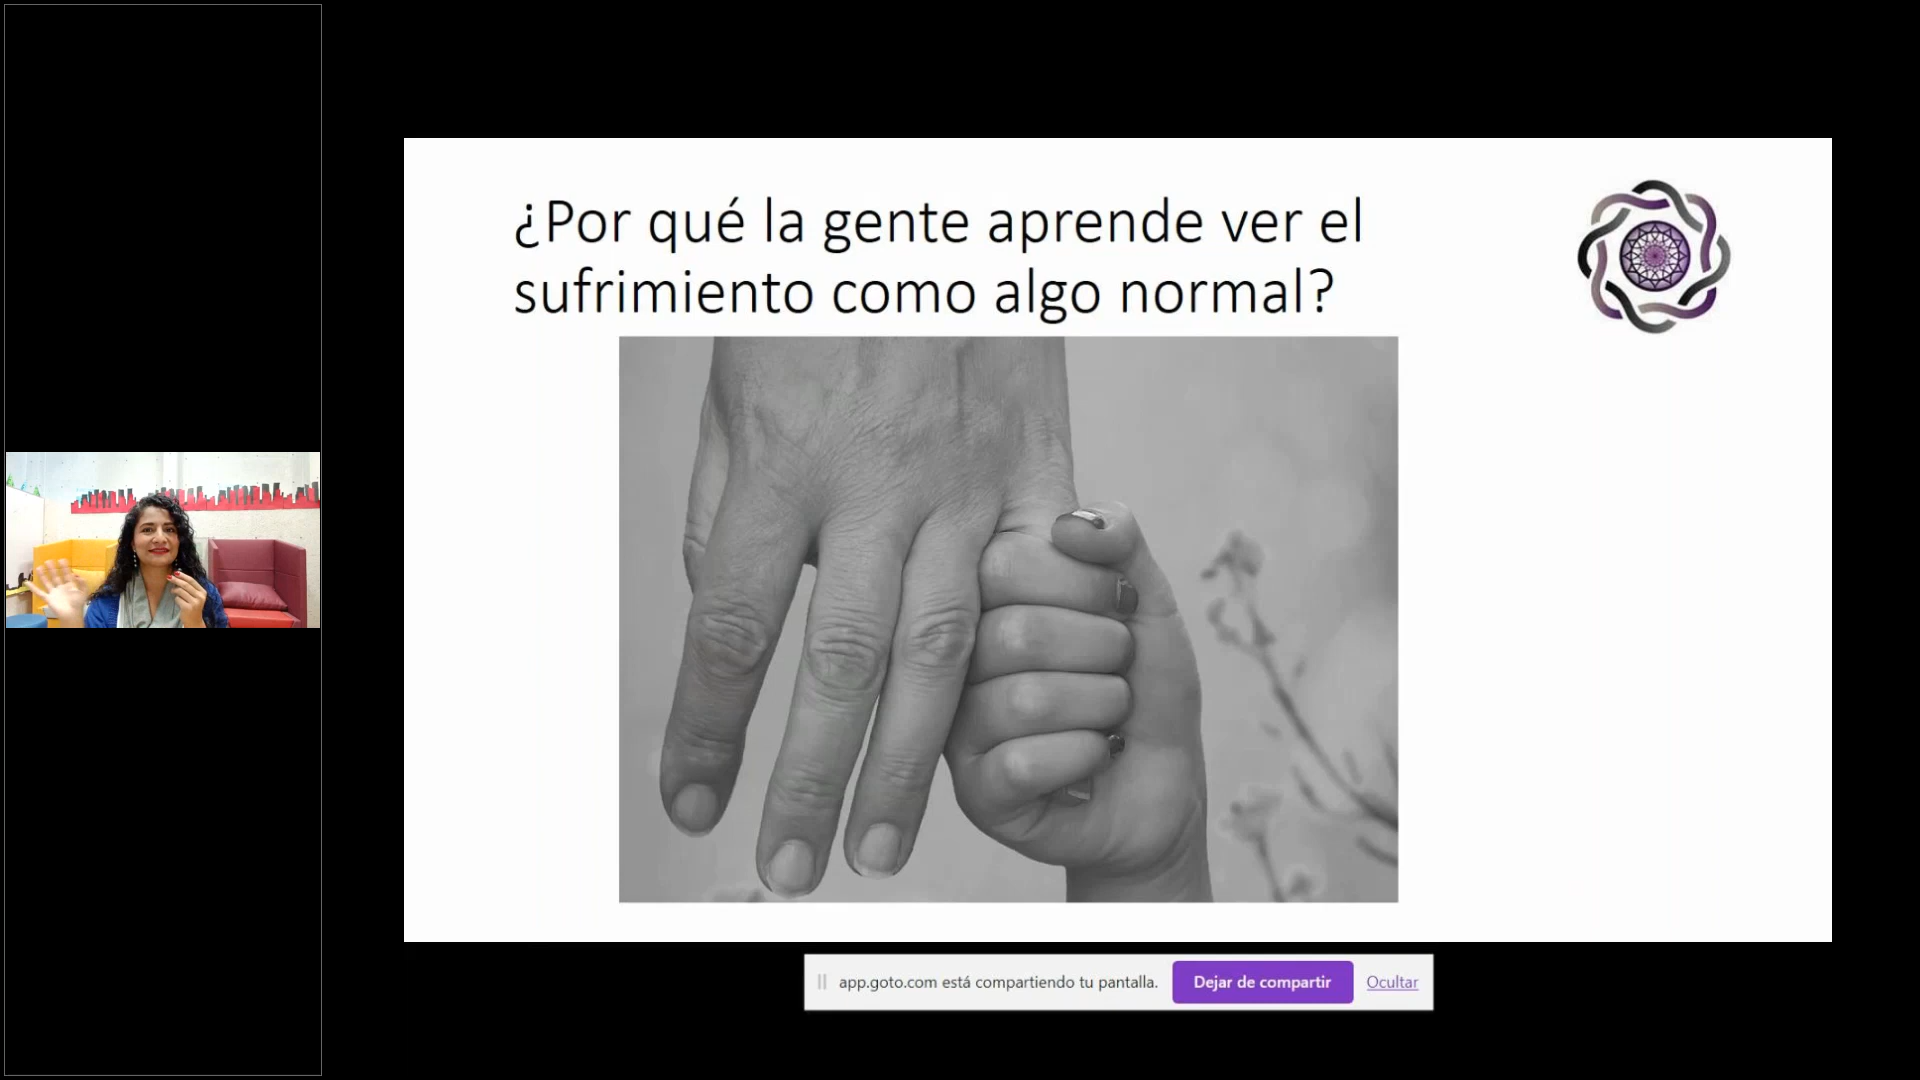 ¿Por qué la gente aprende ver el
sufrimiento como algo normal?
app.goto.com está compartiendo tu pantalla.
Dejar de compartir
Ocultar